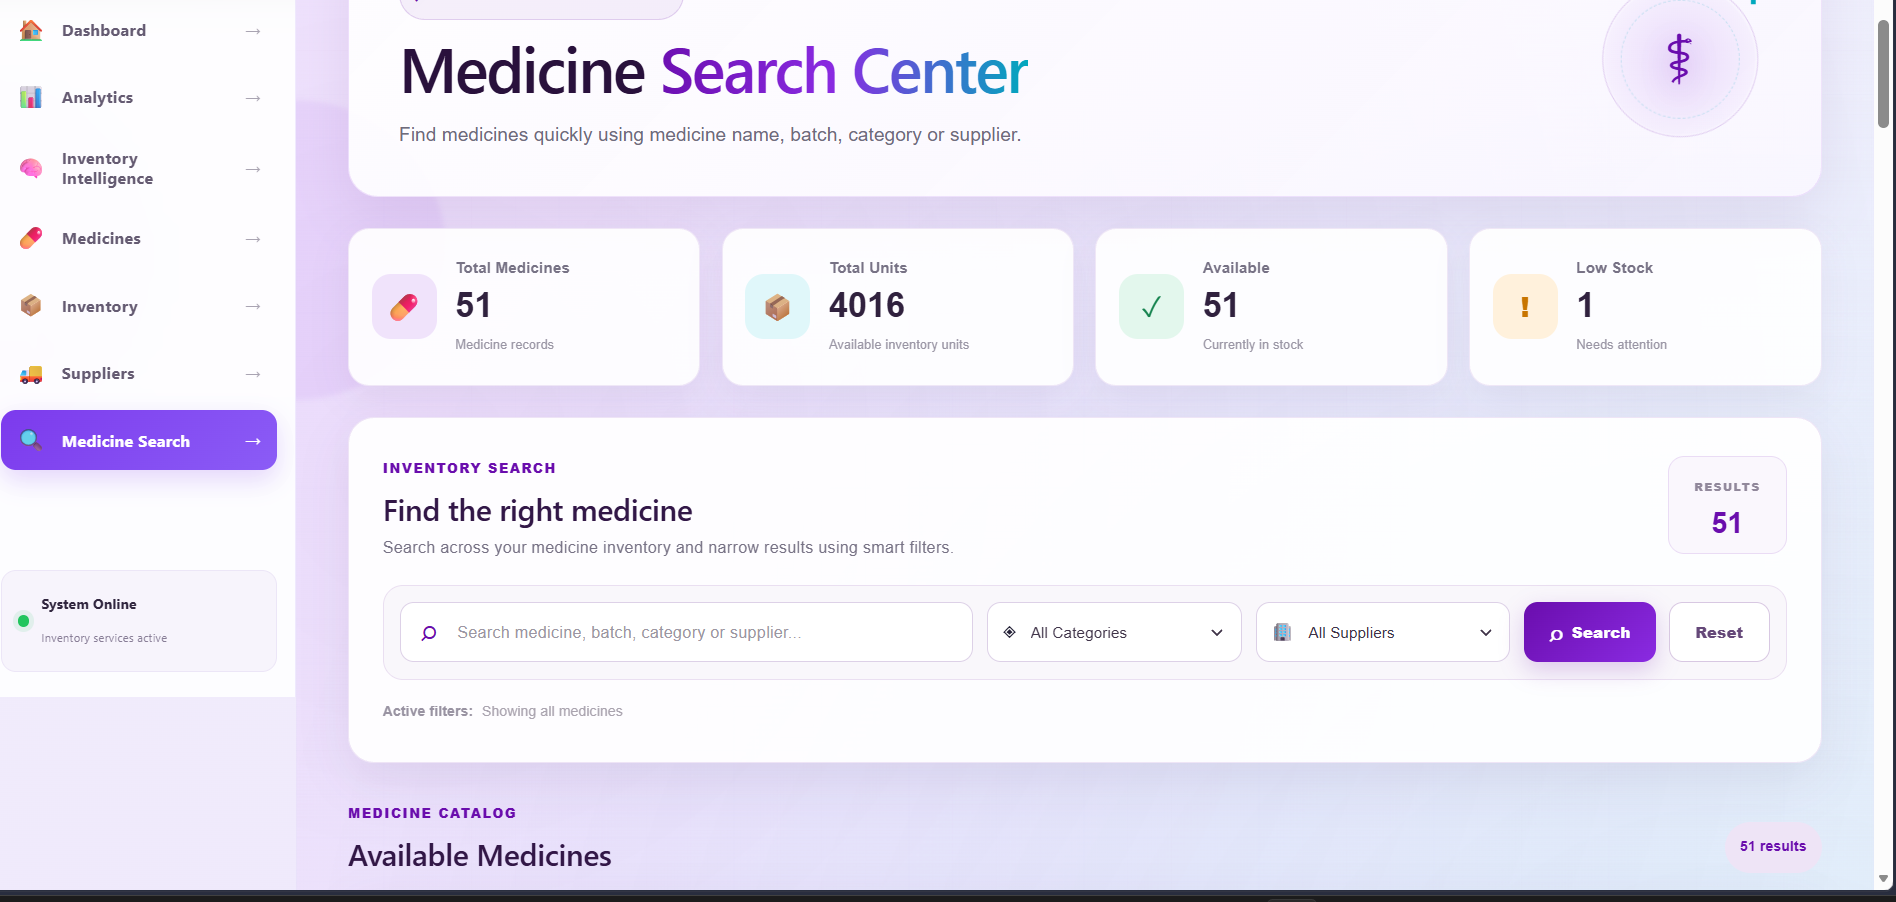 Dashboard →
Analytics →
Inventory
Intelligence →
Medicines →
Inventory →
Suppliers →
Medicine Search →
System Online
Inventory services active
Medicine Search Center
Find medicines quickly using medicine name, batch, category or supplier.
Total Medicines
51
Medicine records
Total Units
4016
Available inventory units
Available
51
Currently in stock
Low Stock
1
Needs attention
INVENTORY SEARCH
Find the right medicine
Search across your medicine inventory and narrow results using smart filters.
RESULTS
51
Search medicine, batch, category or supplier...
All Categories
All Suppliers
Search
Reset
Active filters: Showing all medicines
MEDICINE CATALOG
Available Medicines
51 results